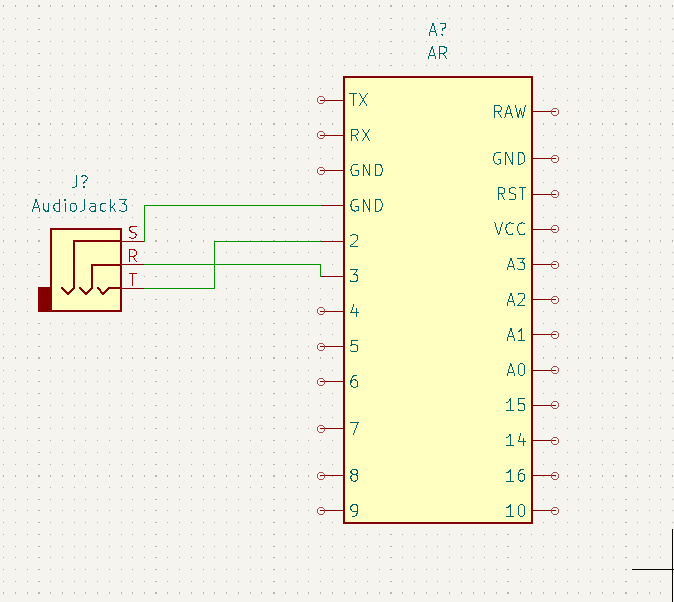 A?
AR
J?
AudioJack3
S
R
T
TX
RX
GND
GND
2
3
4
5
6
7
8
9
RAW
GND
RST
VCC
A3
A2
A1
A0
15
14
16
10